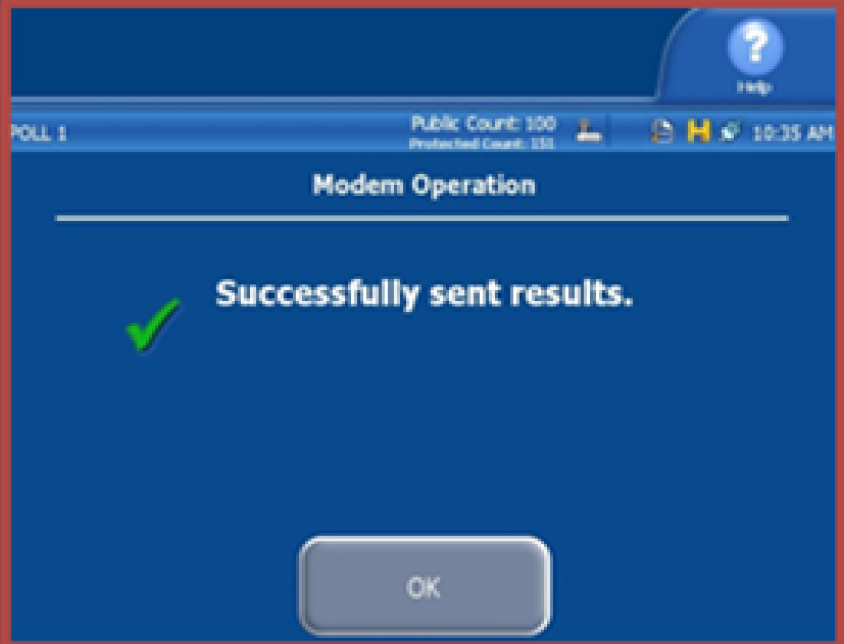 ?
Help
POLL 1
Public Count: 100
Protected Count: 151
H
10:35 AM
Modem Operation
Successfully sent results.
OK